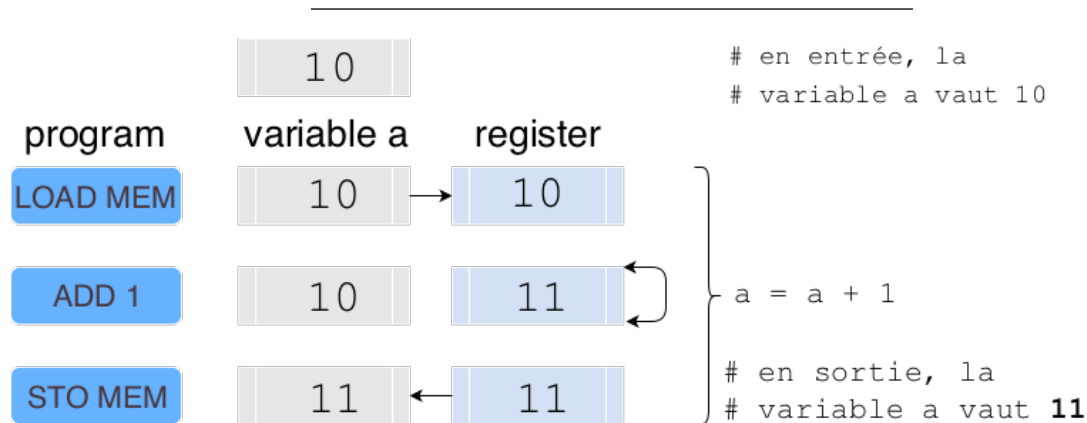 10
# en entrée, la
# variable a vaut 10
program variable a register
LOAD MEM 10 10
ADD 1 10 11
a = a + 1
STO MEM 11 11
# en sortie, la
# variable a vaut 11